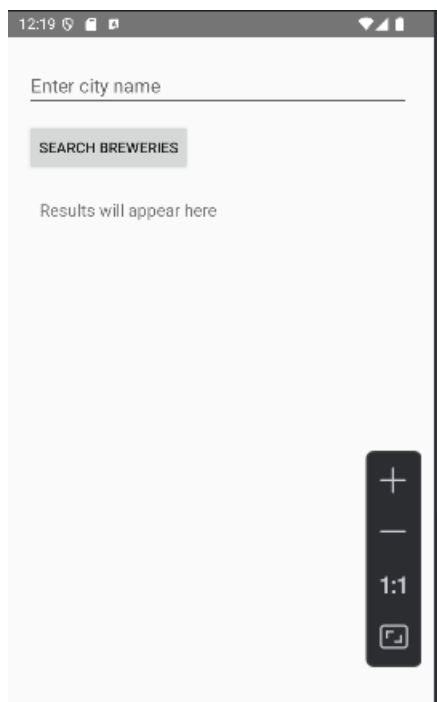 12:19
Enter city name
SEARCH BREWERIES
Results will appear here
1:1